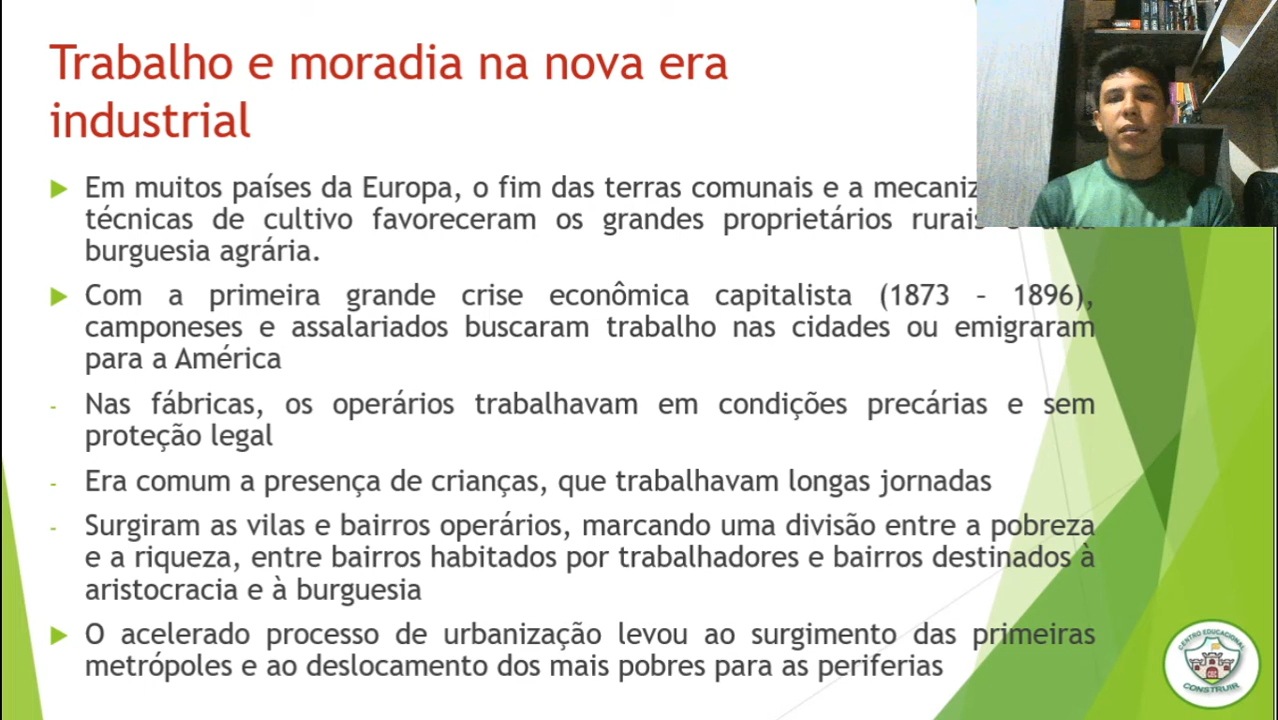 Trabalho e moradia na nova era
industrial
Em muitos países da Europa, o fim das terras comunais e a
técnicas de cultivo favoreceram os grandes proprietários rurais
burguesia agrária.
Com a primeira grande crise econômica capitalista (1873 – 1896),
camponeses e assalariados buscaram trabalho nas cidades ou emigraram
para a América
- Nas fábricas, os operários trabalhavam em condições precárias e sem
proteção legal
- Era comum a presença de crianças, que trabalhavam longas jornadas
- Surgiram as vilas e bairros operários, marcando uma divisão entre a pobreza
e a riqueza, entre bairros habitados por trabalhadores e bairros destinados à
aristocracia e à burguesia
O acelerado processo de urbanização levou ao surgimento das primeiras
metrópoles e ao deslocamento dos mais pobres para as periferias
CENTRO EDUCACIONAL
CEC
CONSTRUIR